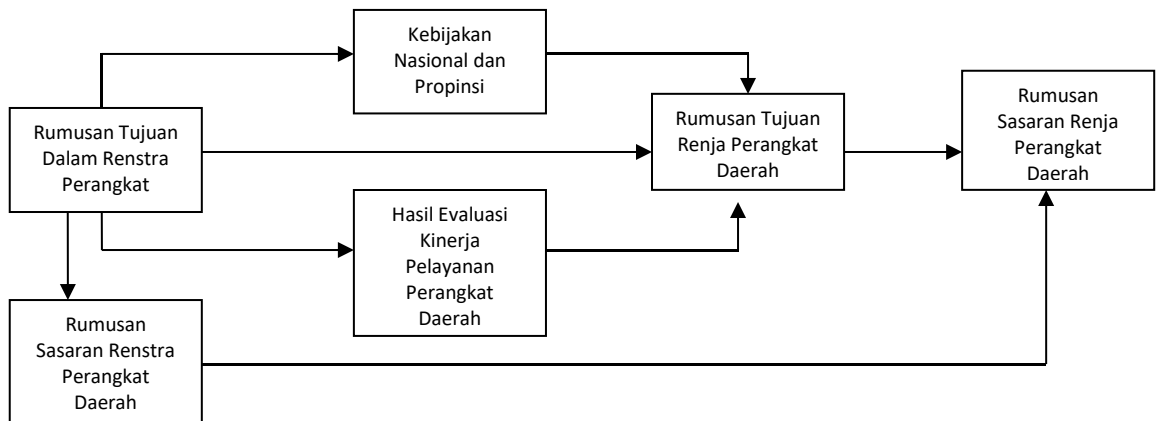 Kebijakan
Nasional dan
Propinsi
Rumusan Tujuan
Dalam Renstra
Perangkat
Rumusan Tujuan
Renja Perangkat
Daerah
Rumusan
Sasaran Renja
Perangkat
Daerah
Hasil Evaluasi
Kinerja
Pelayanan
Perangkat
Daerah
Rumusan
Sasaran Renstra
Perangkat
Daerah